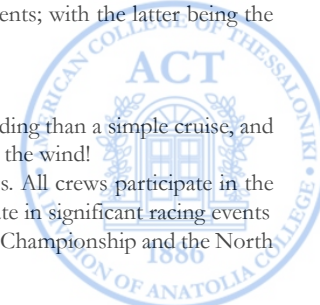 ents; with the latter being the
ding than a simple cruise, and
the wind!
s. All crews participate in the
te in significant racing events
Championship and the North
AMERICAN COLLEGE OF THESSALONIKI
ACT
1886
A DIVISION OF ANATOLIA COLLEGE